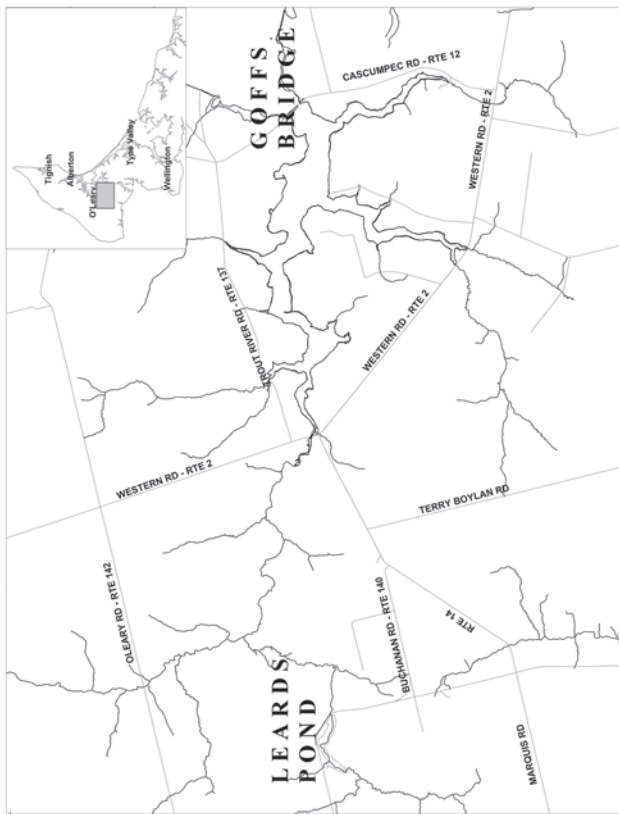 Tignish
Alberton
O'Leary
Tyne Valley
Wellington
GOFFS
BRIDGE
CASCUMPEC RD - RTE 12
WESTERN RD - RTE 2
TROUT RIVER RD - RTE 137
WESTERN RD - RTE 2
WESTERN RD - RTE 2
OLEARY RD - RTE 142
TERRY BOYLAN RD
BUCHANAN RD - RTE 140
RTE 14
LEARDS
POND
MARQUIS RD